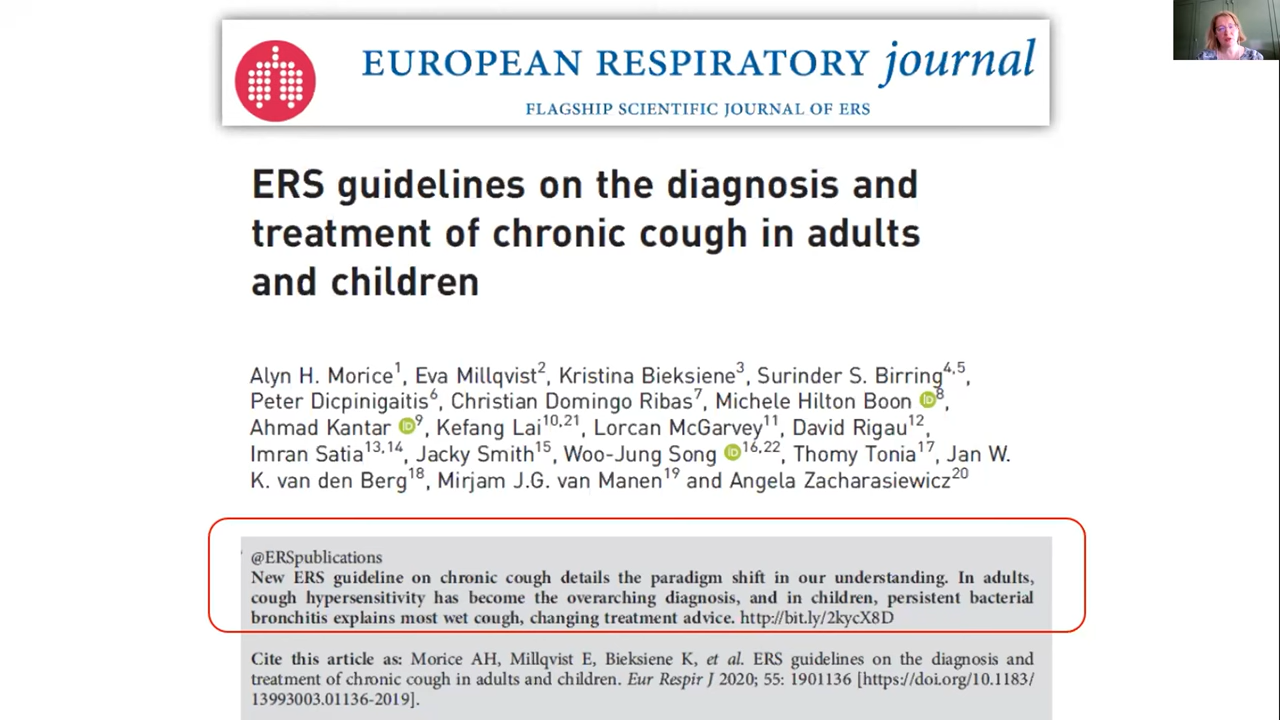 EUROPEAN RESPIRATORY journal
FLAGSHIP SCIENTIFIC JOURNAL OF ERS
ERS guidelines on the diagnosis and
treatment of chronic cough in adults
and children
Alyn H. Morice1, Eva Millqvist2, Kristina Bieksiene3, Surinder S. Birring4,5,
Peter Dicpinigaitis6, Christian Domingo Ribas7, Michele Hilton Boon iD8,
Ahmad Kantar iD9, Kefang Lai10,21, Lorcan McGarvey11, David Rigau12,
Imran Satia13,14, Jacky Smith15, Woo-Jung Song iD16,22, Thomy Tonia17, Jan W.
K. van den Berg18, Mirjam J.G. van Manen19 and Angela Zacharasiewicz20
@ERSpublications
New ERS guideline on chronic cough details the paradigm shift in our understanding. In adults,
cough hypersensitivity has become the overarching diagnosis, and in children, persistent bacterial
bronchitis explains most wet cough, changing treatment advice. http://bit.ly/2kycX8D
Cite this article as: Morice AH, Millqvist E, Bieksiene K, et al. ERS guidelines on the diagnosis and
treatment of chronic cough in adults and children. Eur Respir J 2020; 55: 1901136 [https://doi.org/10.1183/
13993003.01136-2019].